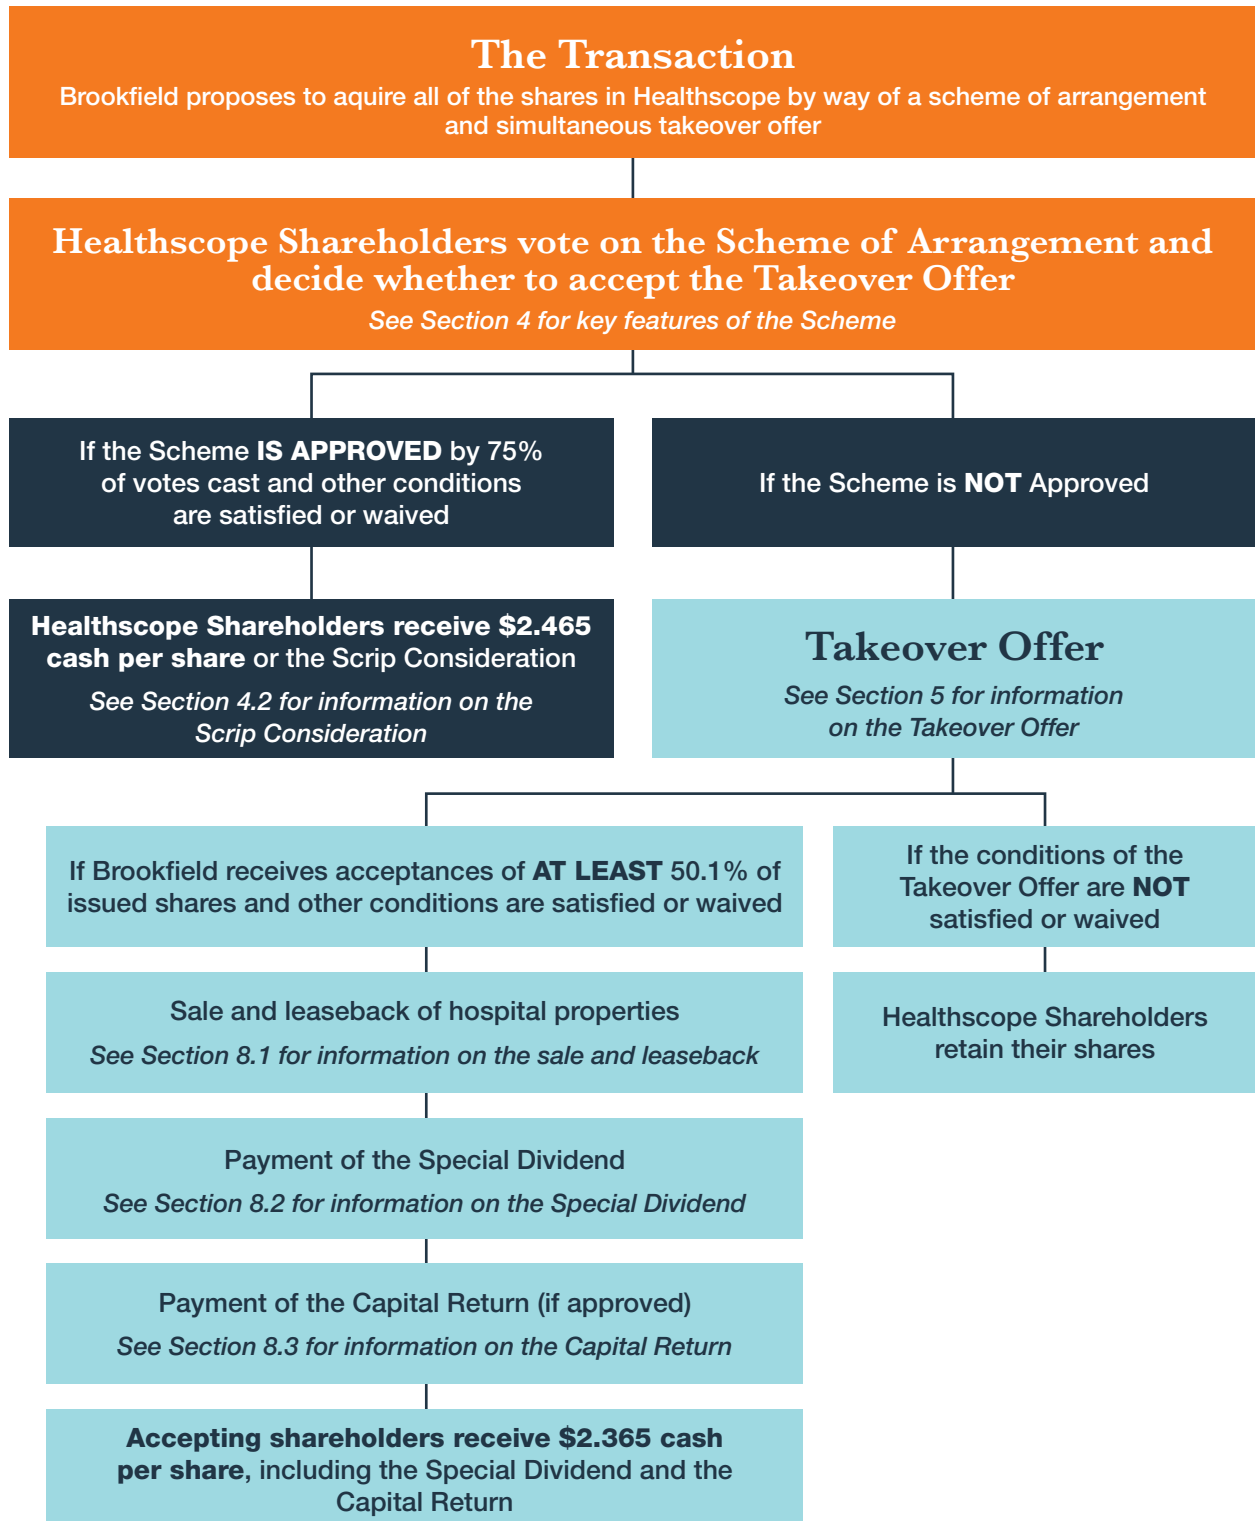 The Transaction
Brookfield proposes to aquire all of the shares in Healthscope by way of a scheme of arrangement
and simultaneous takeover offer
Healthscope Shareholders vote on the Scheme of Arrangement and
decide whether to accept the Takeover Offer
See Section 4 for key features of the Scheme
If the Scheme IS APPROVED by 75%
of votes cast and other conditions
are satisfied or waived
If the Scheme is NOT Approved
Healthscope Shareholders receive $2.465
cash per share or the Scrip Consideration
See Section 4.2 for information on the
Scrip Consideration
Takeover Offer
See Section 5 for information
on the Takeover Offer
If Brookfield receives acceptances of AT LEAST 50.1% of
issued shares and other conditions are satisfied or waived
If the conditions of the
Takeover Offer are NOT
satisfied or waived
Sale and leaseback of hospital properties
See Section 8.1 for information on the sale and leaseback
Healthscope Shareholders
retain their shares
Payment of the Special Dividend
See Section 8.2 for information on the Special Dividend
Payment of the Capital Return (if approved)
See Section 8.3 for information on the Capital Return
Accepting shareholders receive $2.365 cash
per share, including the Special Dividend and the
Capital Return